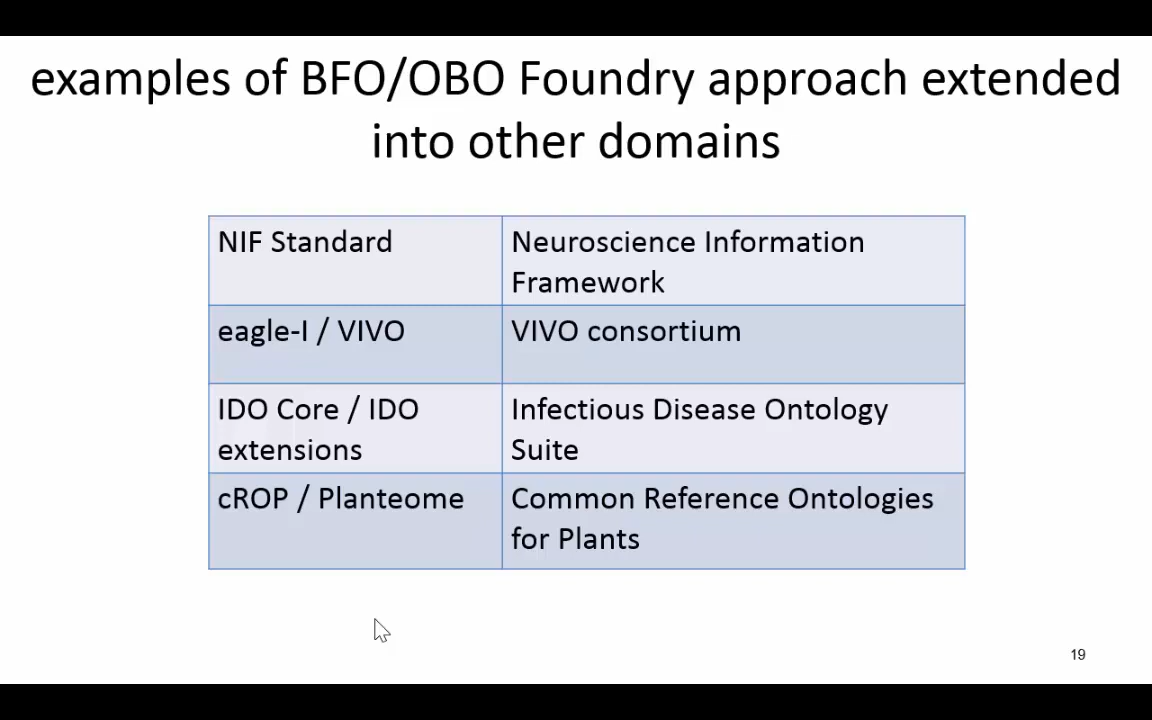 examples of BFO/OBO Foundry approach extended
into other domains
NIF Standard
Neuroscience Information
Framework
eagle-I / VIVO
VIVO consortium
IDO Core / IDO
extensions
Infectious Disease Ontology
Suite
cROP / Planteome
Common Reference Ontologies
for Plants
19